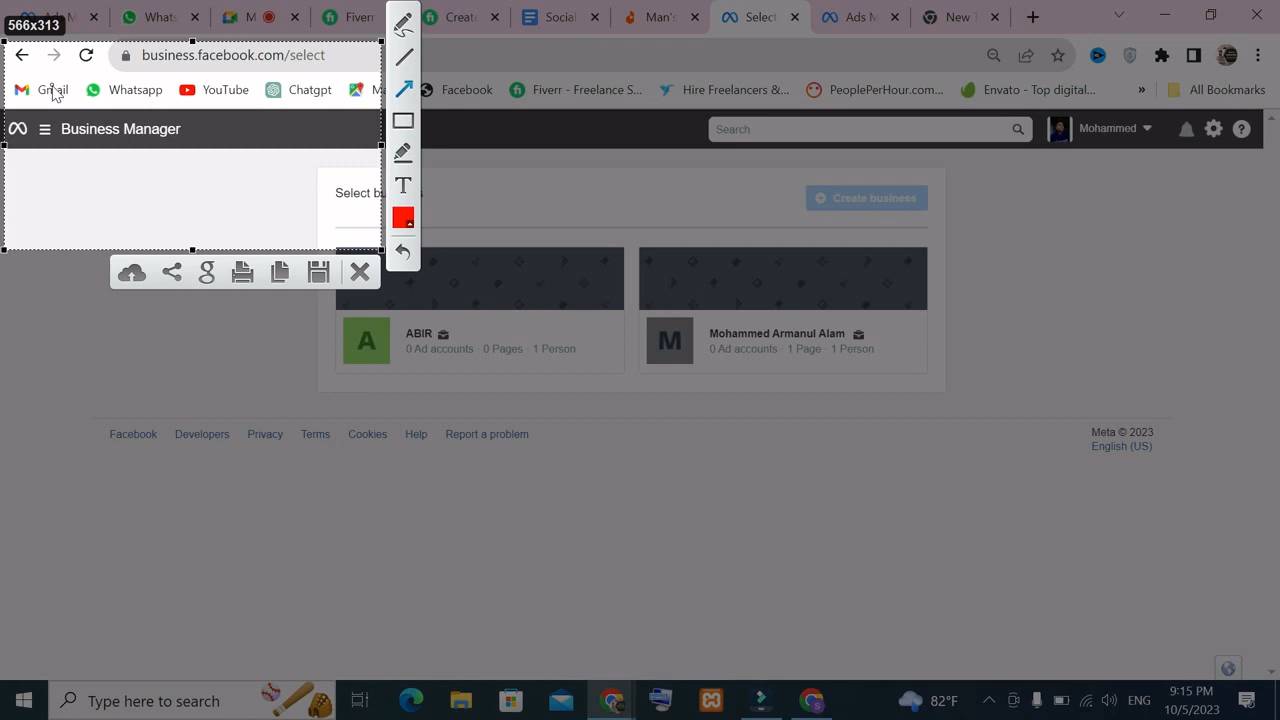 Ads M
Whats
M
Fiverr
Create
Social
Man's
Select
Ads M
New T
566x313
business.facebook.com/select
Gmail
Whatsapp
YouTube
Chatgpt
Facebook
Fiverr - Freelance S...
Hire Freelancers &...
PeoplePerHour.com...
Envato - Top digital...
»
All Bookmarks
Business Manager
Search
Mohammed
Create business
A
ABIR
0 Ad accounts · 0 Pages · 1 Person
M
Mohammed Armanul Alam
0 Ad accounts · 1 Page · 1 Person
Facebook
Developers
Privacy
Terms
Cookies
Help
Report a problem
Meta © 2023
English (US)
Type here to search
82°F
ENG
9:15 PM
10/5/2023